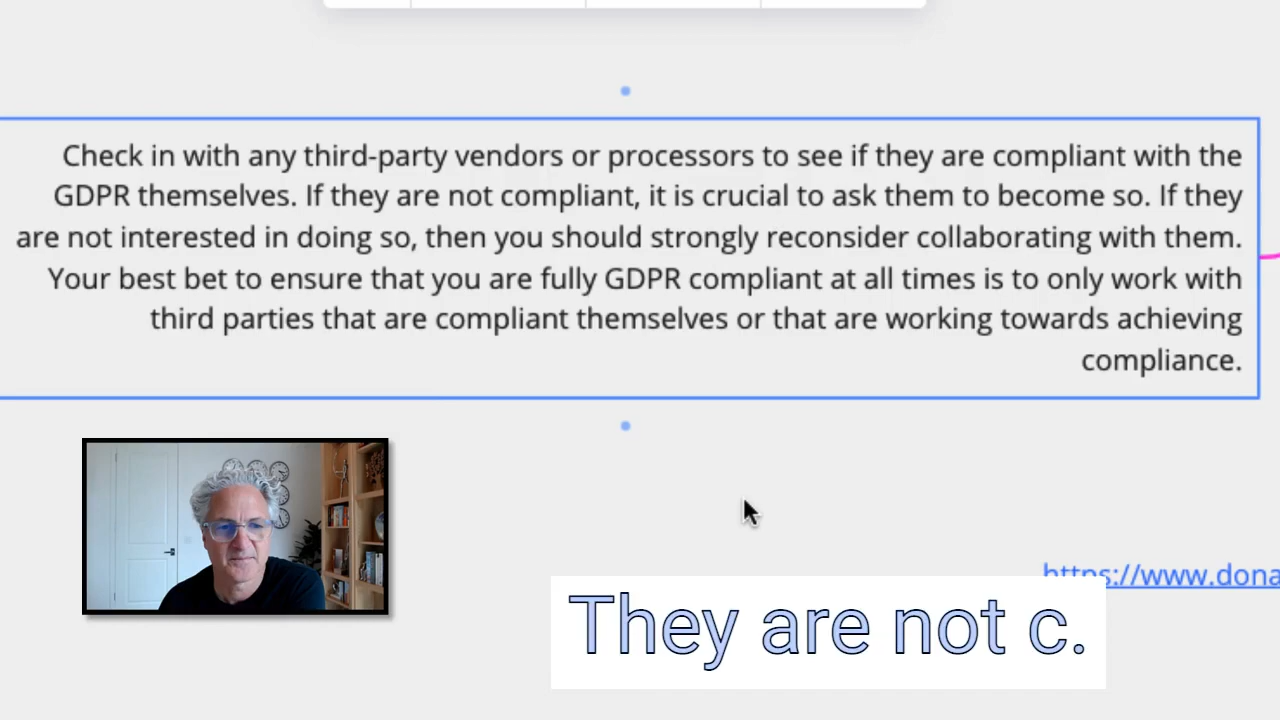 Check in with any third-party vendors or processors to see if they are compliant with the
GDPR themselves. If they are not compliant, it is crucial to ask them to become so. If they
are not interested in doing so, then you should strongly reconsider collaborating with them.
Your best bet to ensure that you are fully GDPR compliant at all times is to only work with
third parties that are compliant themselves or that are working towards achieving
compliance.
https://www.dona
They are not c.